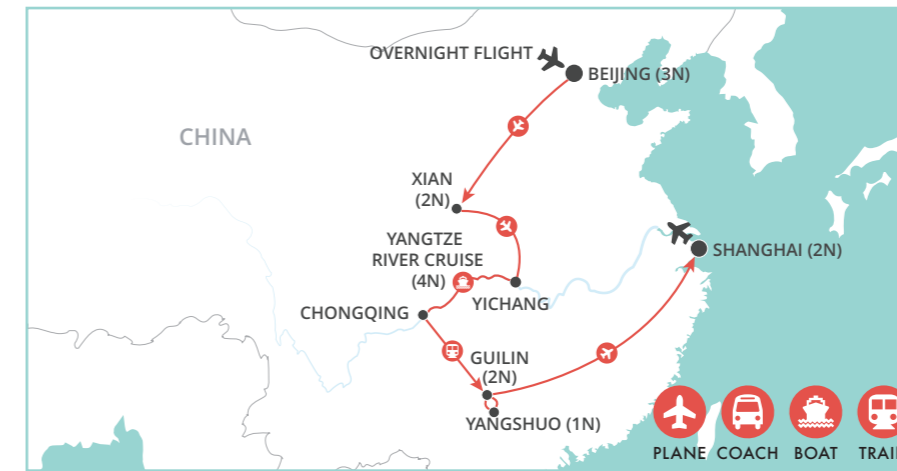 OVERNIGHT FLIGHT
BEIJING (3N)
CHINA
XIAN
(2N)
YANGTZE
RIVER CRUISE
(4N)
SHANGHAI (2N)
YICHANG
CHONGQING
GUILIN
(2N)
YANGSHUO (1N)
PLANE COACH BOAT TRAI